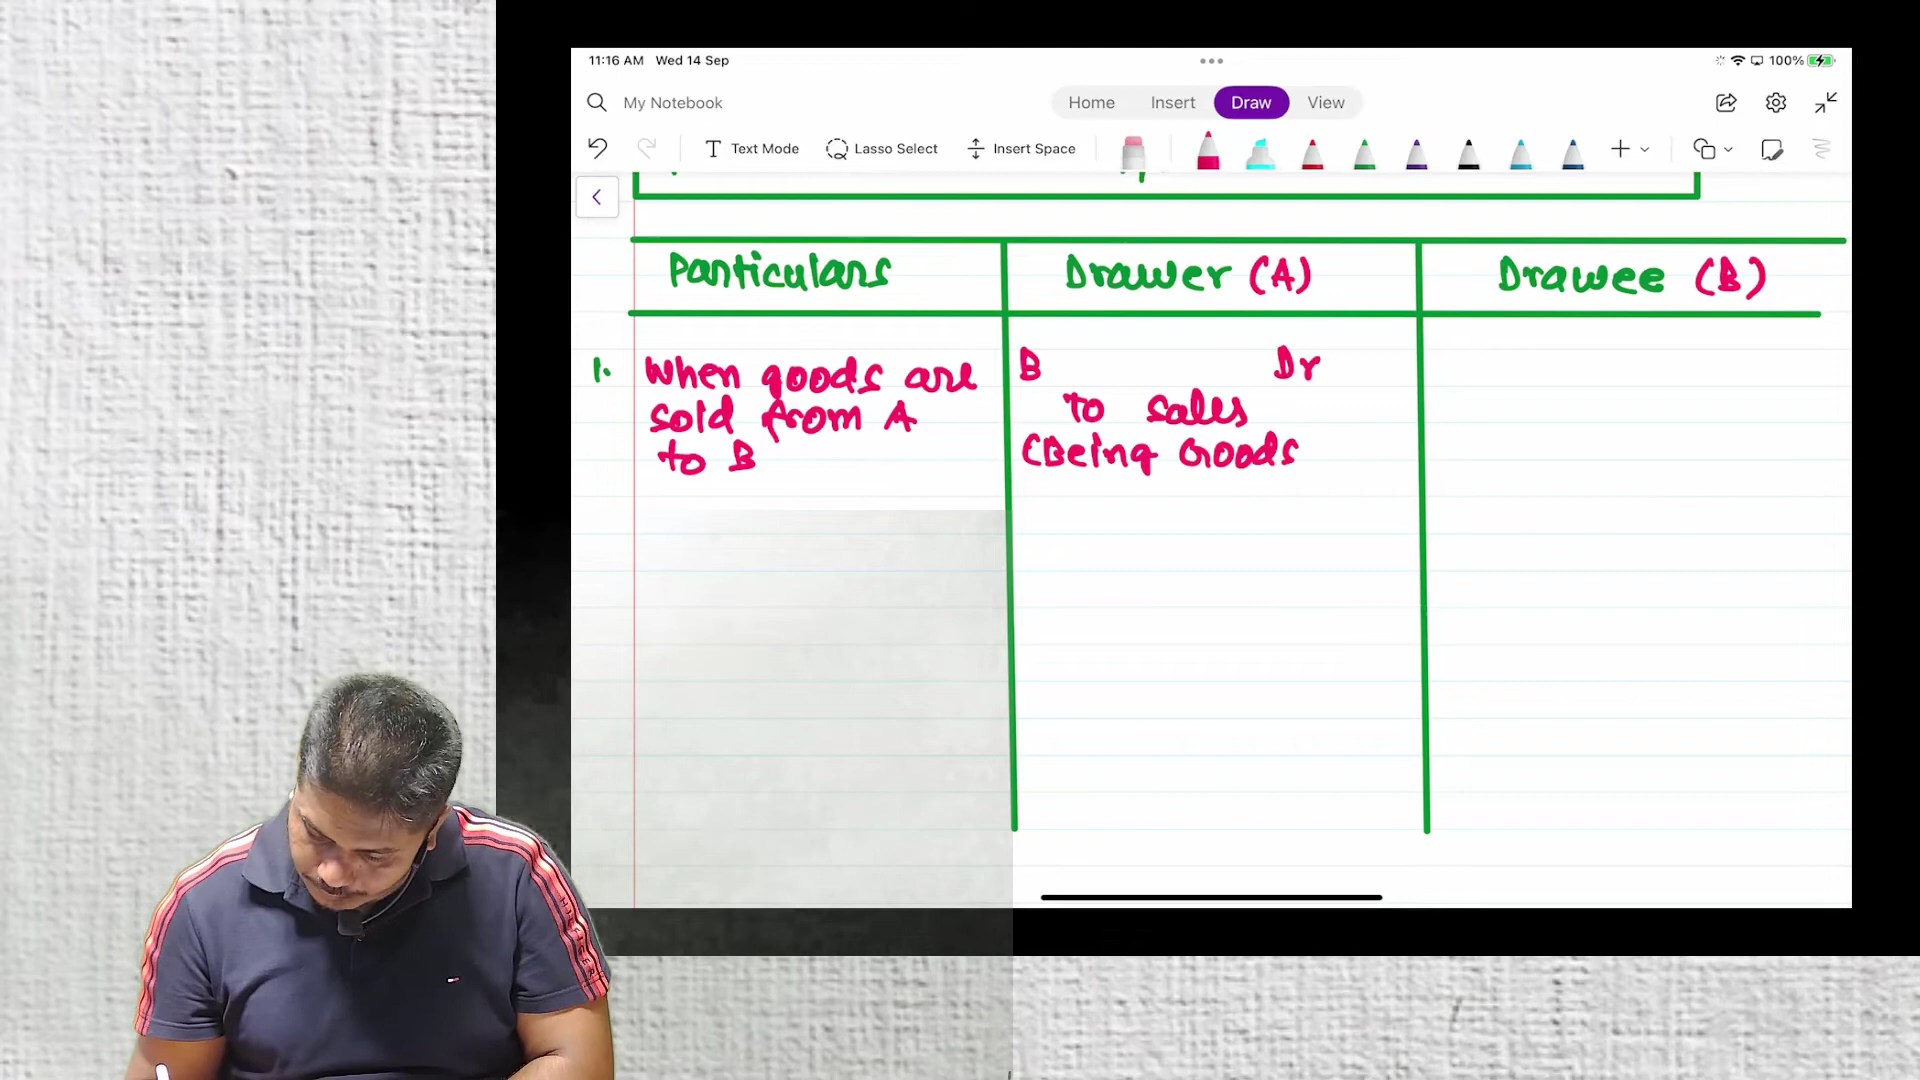 11:16 AM Wed 14 Sep
100%
My Notebook
Home Insert Draw View
Text Mode Lasso Select Insert Space
Particulars Drawer (A) Drawee (B)
1. When goods are
sold from A
to B
B Dr
To Sales
(Being Goods